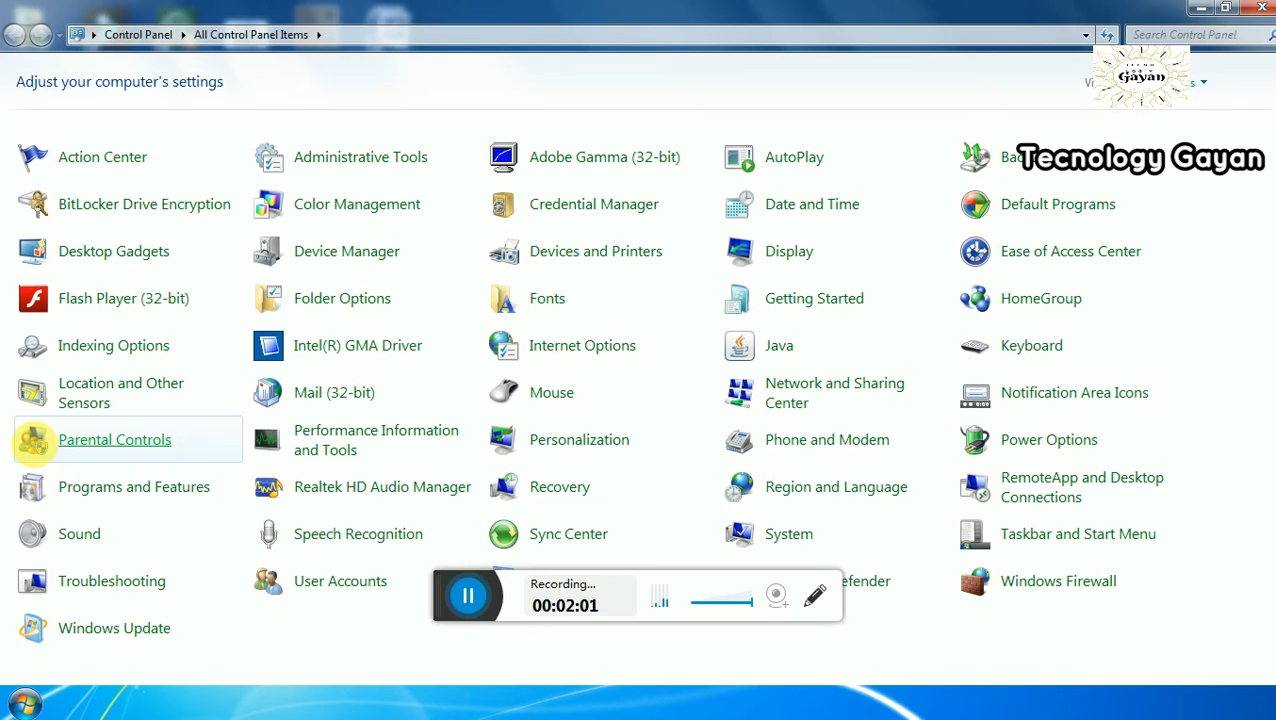 Control Panel All Control Panel Items
Search Control Panel
Adjust your computer's settings
Gayan
Tecnology Gayan
Action Center
Administrative Tools
Adobe Gamma (32-bit)
AutoPlay
BitLocker Drive Encryption
Color Management
Credential Manager
Date and Time
Default Programs
Desktop Gadgets
Device Manager
Devices and Printers
Display
Ease of Access Center
Flash Player (32-bit)
Folder Options
Fonts
Getting Started
HomeGroup
Indexing Options
Intel(R) GMA Driver
Internet Options
Java
Keyboard
Location and Other
Sensors
Mail (32-bit)
Mouse
Network and Sharing
Center
Notification Area Icons
Parental Controls
Performance Information
and Tools
Personalization
Phone and Modem
Power Options
Programs and Features
Realtek HD Audio Manager
Recovery
Region and Language
RemoteApp and Desktop
Connections
Sound
Speech Recognition
Sync Center
System
Taskbar and Start Menu
Troubleshooting
User Accounts
Windows Firewall
Windows Update
Recording...
00:02:01